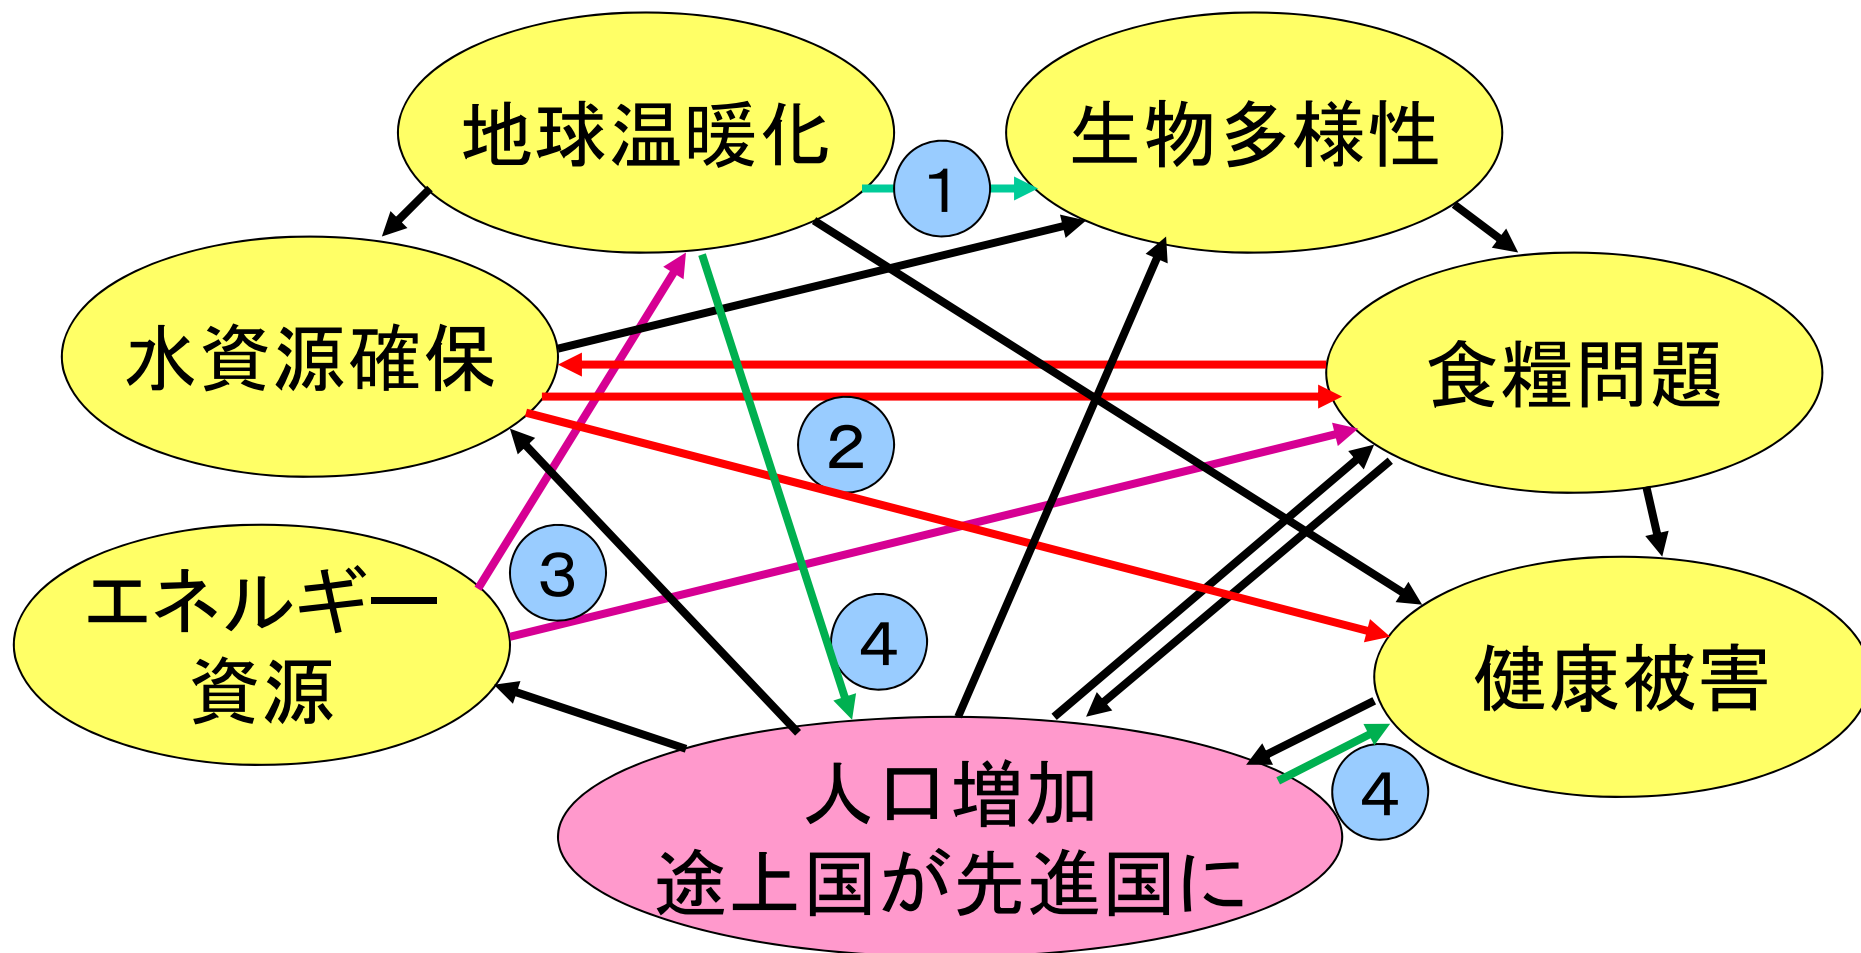 地球温暖化
生物多様性
1
水資源確保
食糧問題
2
3
エネルギー
資源
4
健康被害
4
人口増加
途上国が先進国に